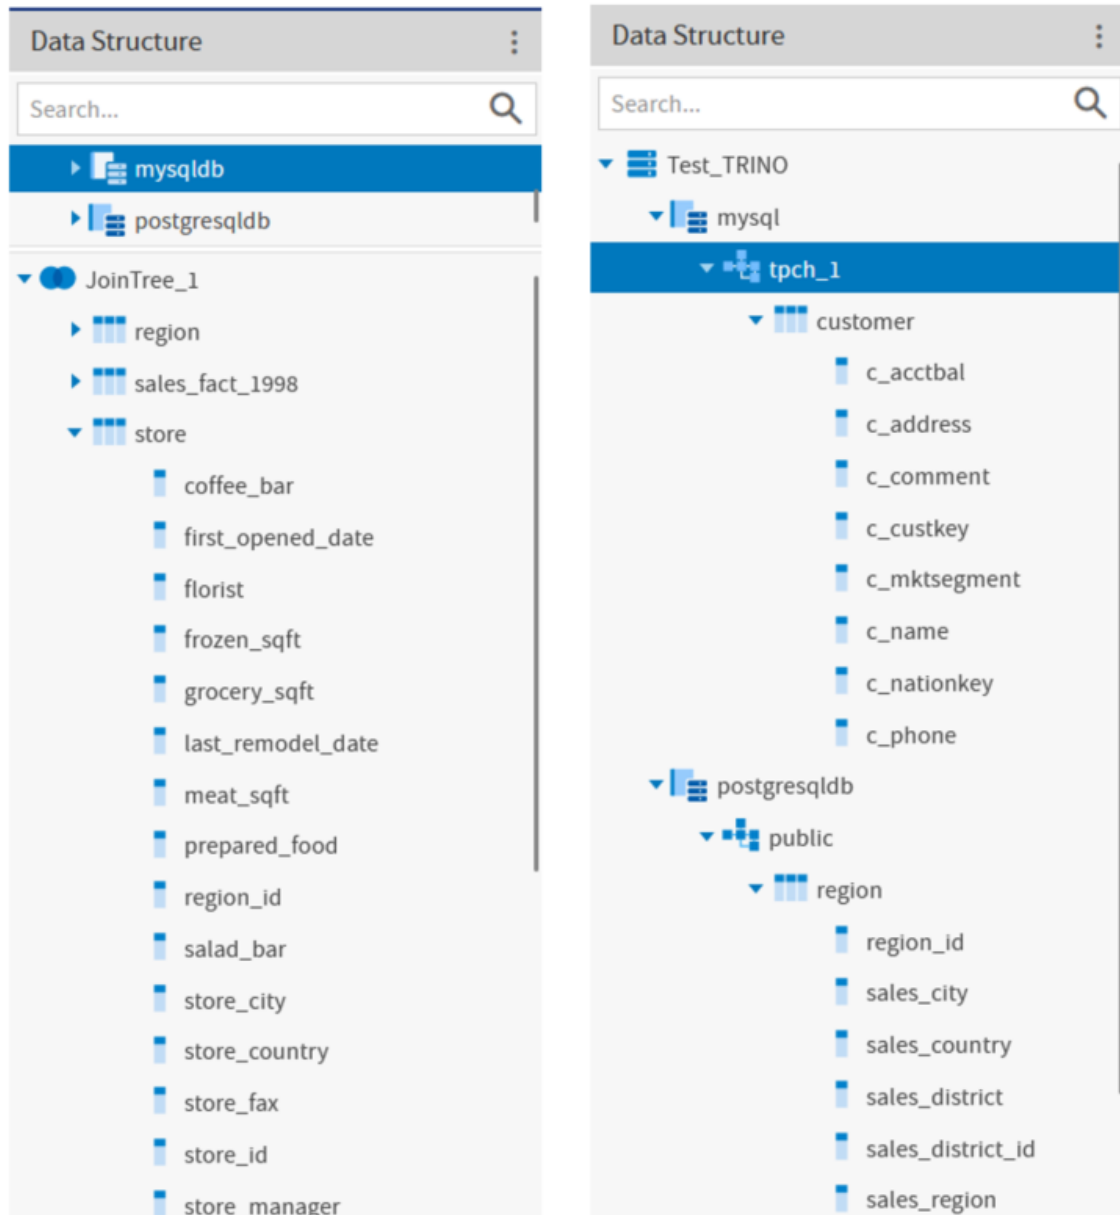 Data Structure
Search...
mysqldb
postgresqldb
JoinTree_1
region
sales_fact_1998
store
coffee_bar
first_opened_date
florist
frozen_sqft
grocery_sqft
last_remodel_date
meat_sqft
prepared_food
region_id
salad_bar
store_city
store_country
store_fax
store_id
store_manager
Data Structure
Search...
Test_TRINO
mysql
tpch_1
customer
c_acctbal
c_address
c_comment
c_custkey
c_mktsegment
c_name
c_nationkey
c_phone
postgresqldb
public
region
region_id
sales_city
sales_country
sales_district
sales_district_id
sales_region